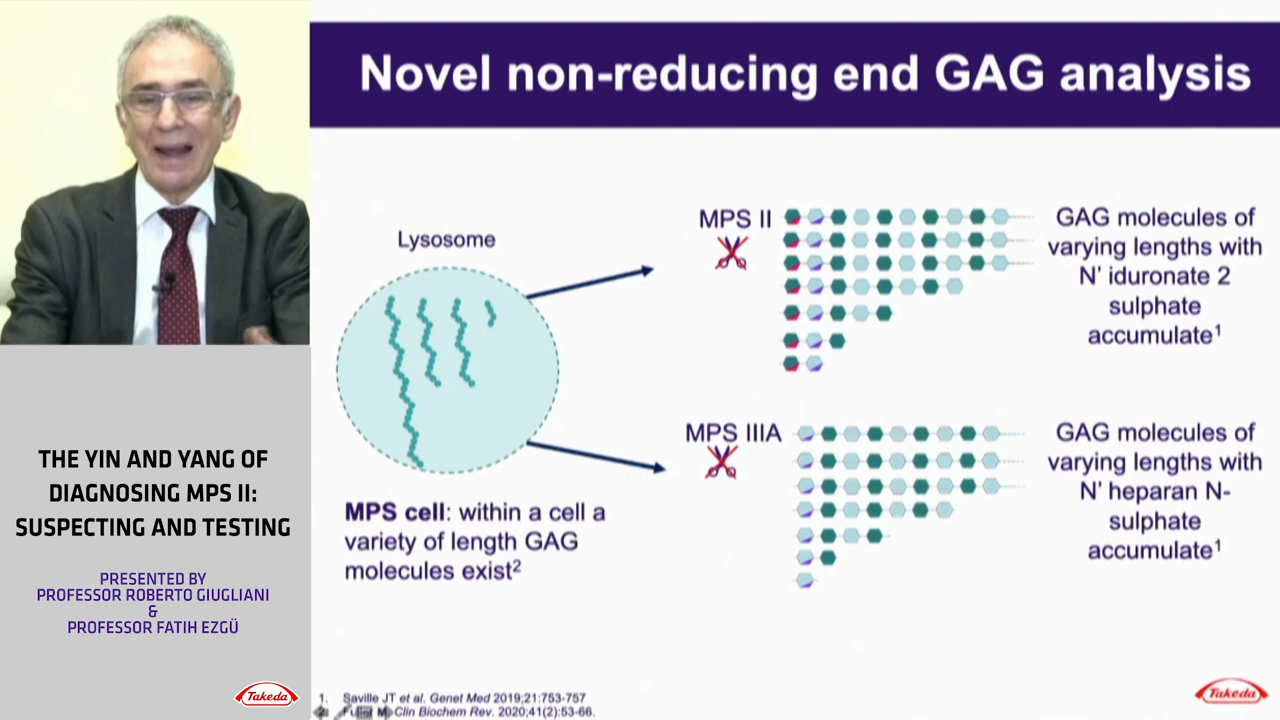 Novel non-reducing end GAG analysis
Lysosome
MPS cell: within a cell a
variety of length GAG
molecules exist2
MPS II
GAG molecules of
varying lengths with
N' iduronate 2
sulphate
accumulate1
MPS IIIA
GAG molecules of
varying lengths with
N' heparan N-
sulphate
accumulate1
THE YIN AND YANG OF
DIAGNOSING MPS II:
SUSPECTING AND TESTING
PRESENTED BY
PROFESSOR ROBERTO GIUGLIANI
&
PROFESSOR FATIH EZGÜ
Takeda
1. Saville JT et al. Genet Med 2019;21:753-757
M. Clin Biochem Rev. 2020;41(2):53-66.
Takeda